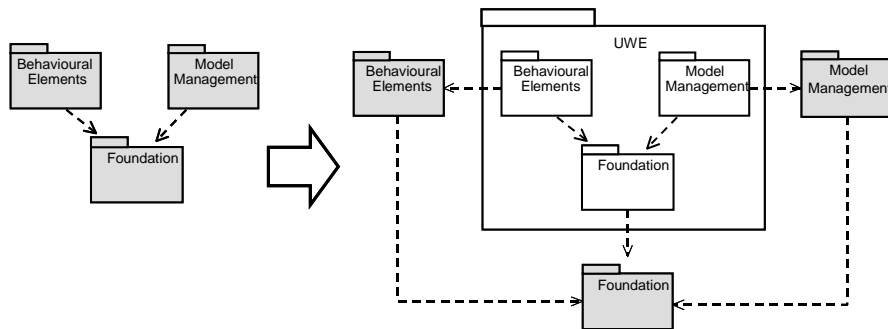 Behavioural
Elements
Model
Management
Foundation
UWE
Behavioural
Elements
Behavioural
Elements
Model
Management
Model
Management
Foundation
Foundation